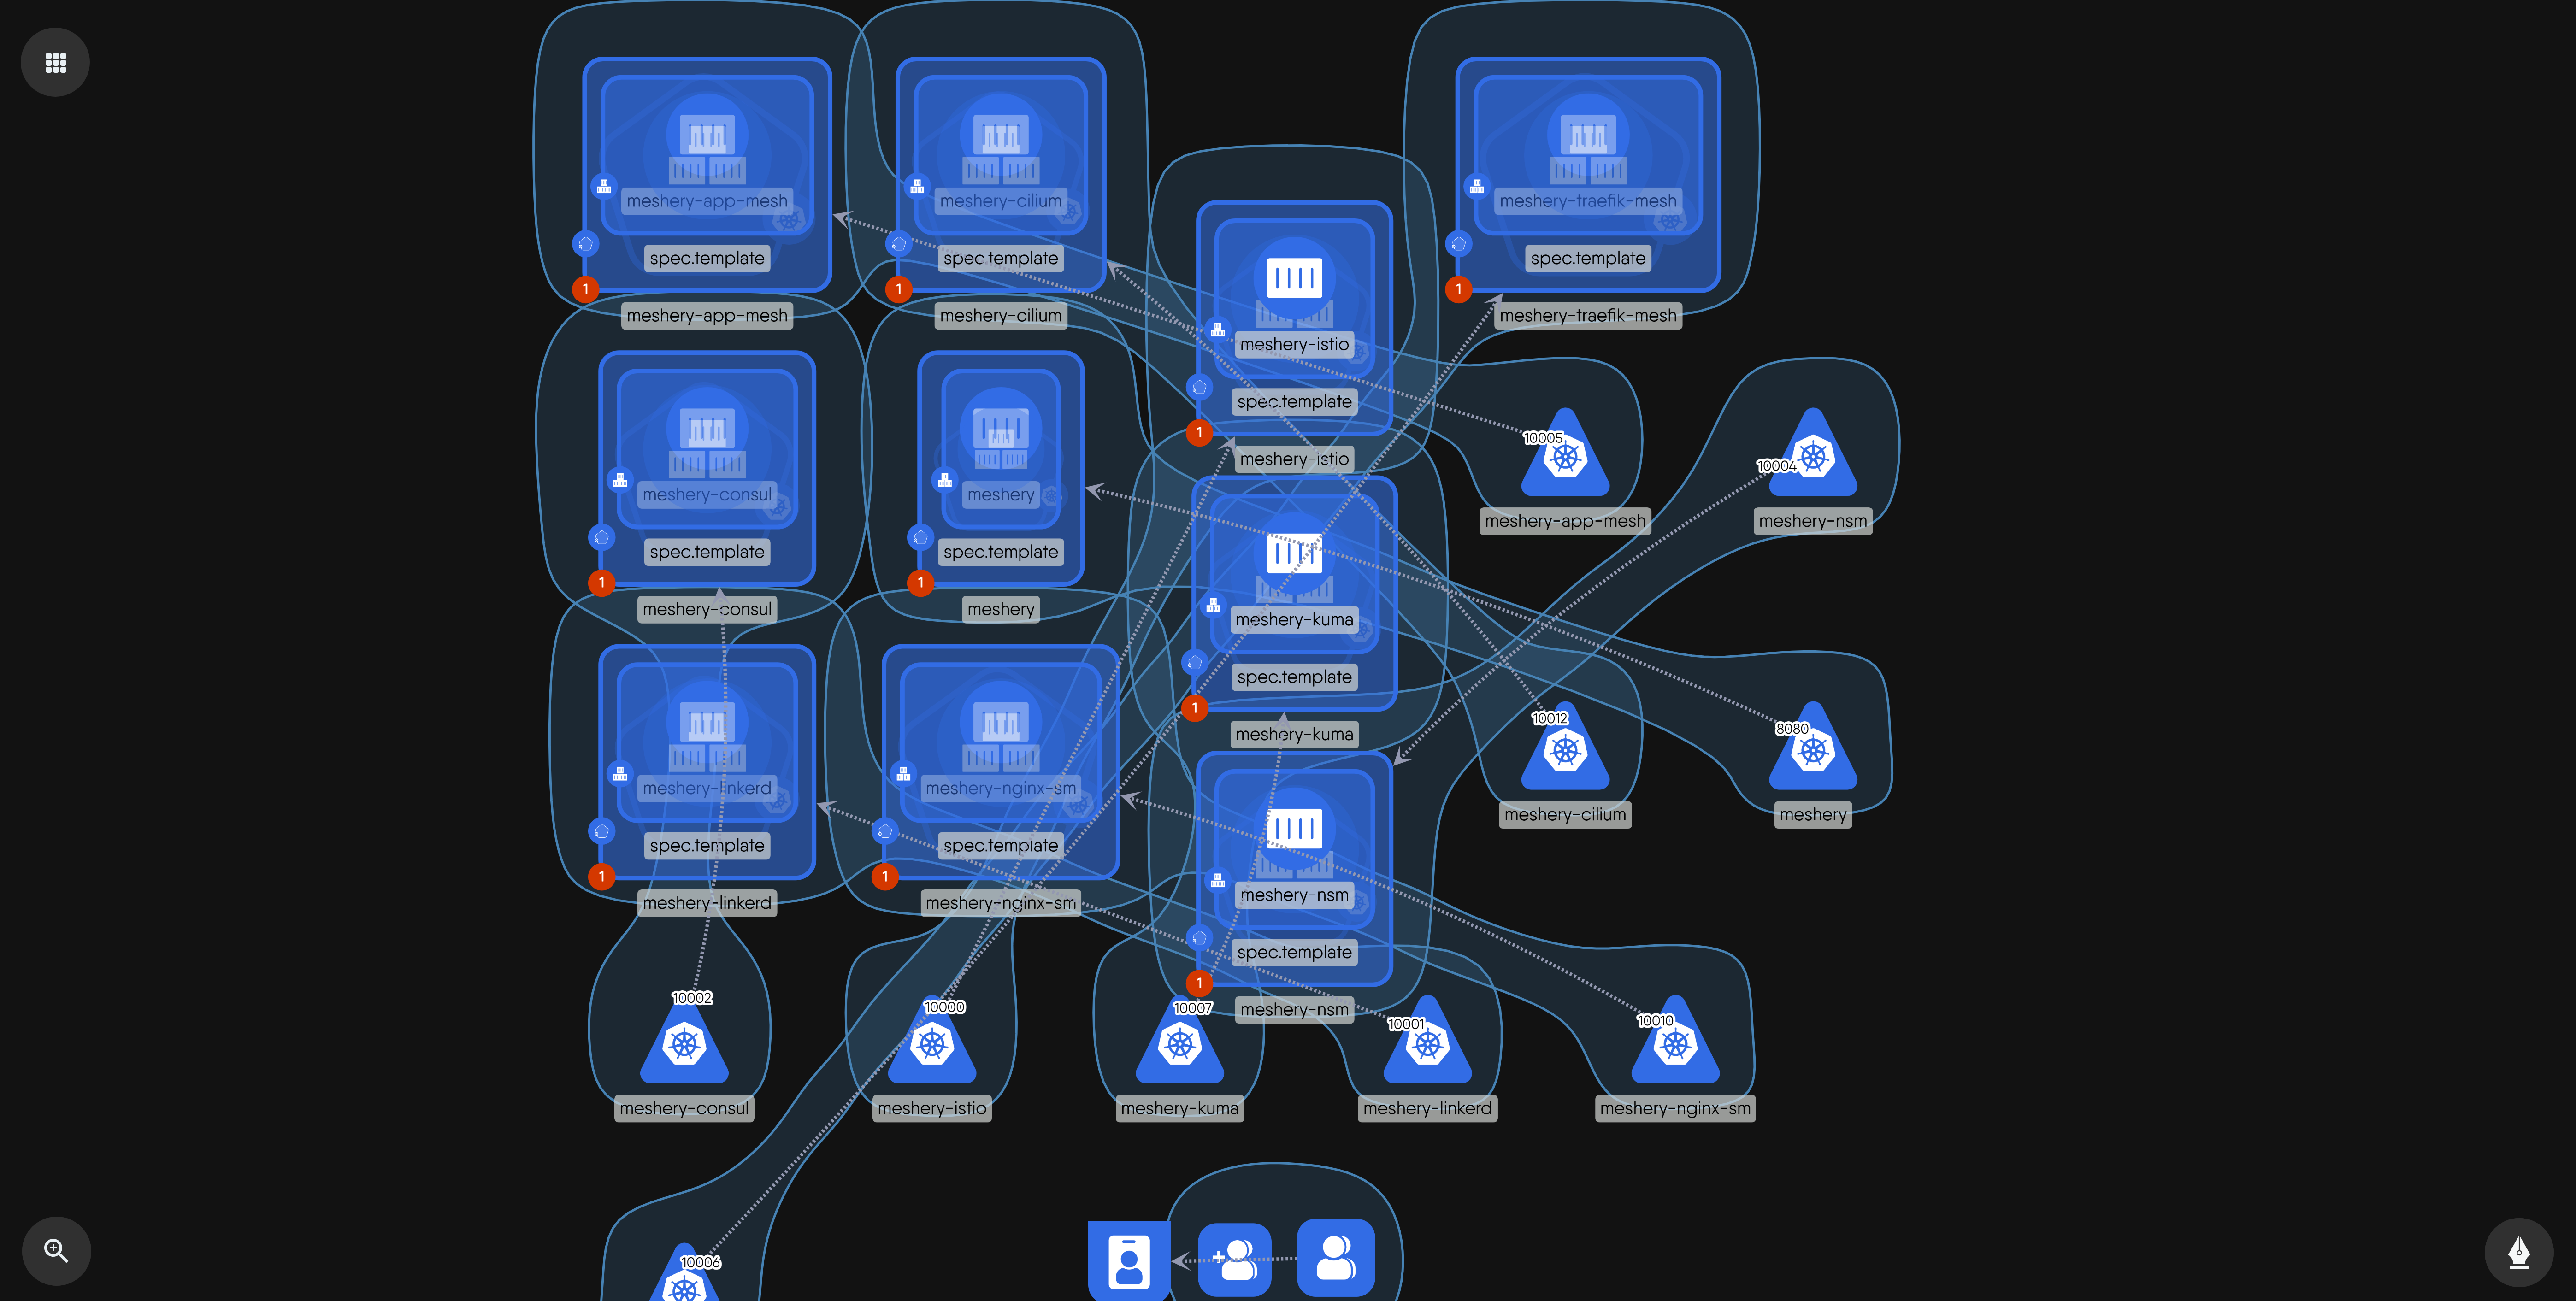 meshery-app-mesh
spec.template
1
meshery-app-mesh
meshery-cilium
spec.template
1
meshery-cilium
meshery-istio
spec.template
1
meshery-istio
meshery-traefik-mesh
spec.template
1
meshery-traefik-mesh
meshery-consul
spec.template
1
meshery-consul
meshery
spec.template
1
meshery
meshery-kuma
spec.template
1
meshery-kuma
10005
meshery-app-mesh
10004
meshery-nsm
meshery-linkerd
spec.template
1
meshery-linkerd
meshery-nginx-sm
spec.template
1
meshery-nginx-sm
meshery-nsm
spec.template
1
meshery-nsm
10012
meshery-cilium
8080
meshery
10002
meshery-consul
10000
meshery-istio
10007
meshery-kuma
10001
meshery-linkerd
10010
meshery-nginx-sm
10006